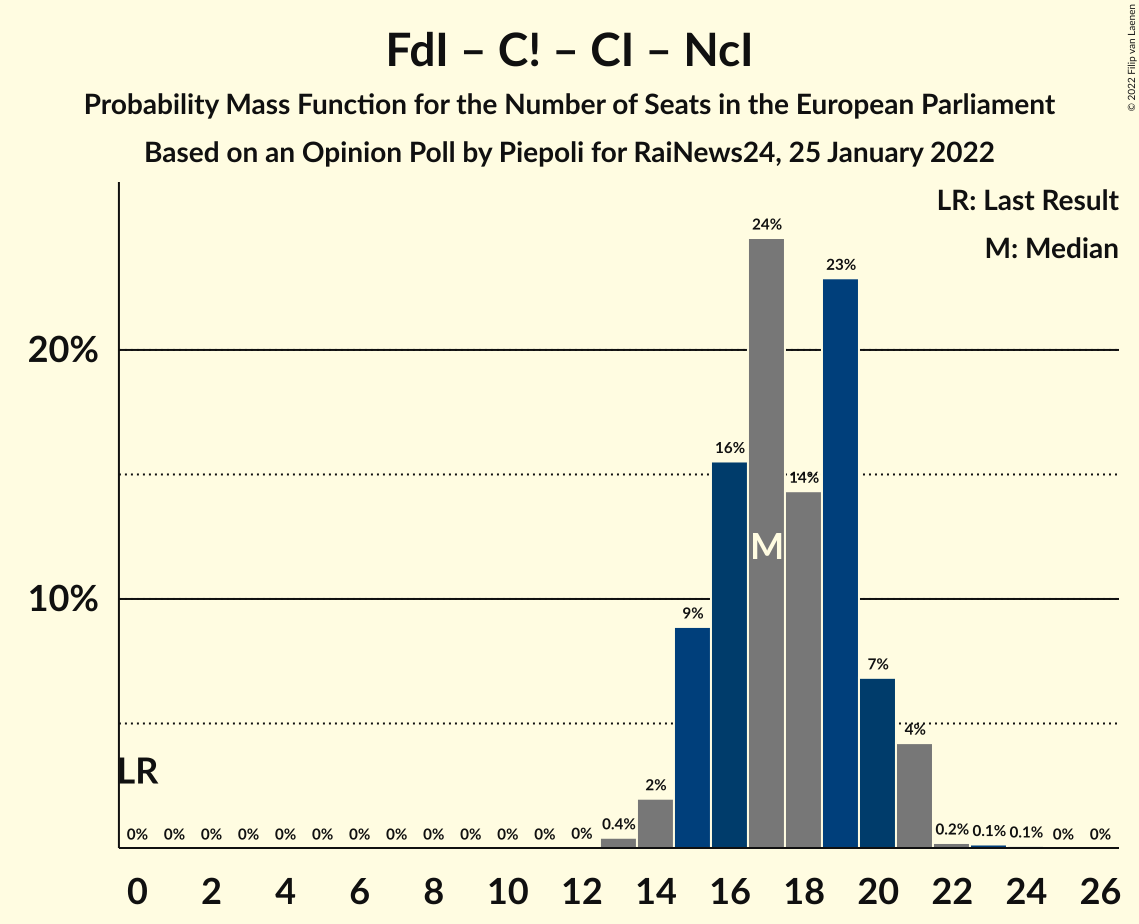 FdI – C! – CI – NcI
Probability Mass Function for the Number of Seats in the European Parliament
Based on an Opinion Poll by Piepoli for RaiNews24, 25 January 2022
© 2022 Filip van Laenen
LR: Last Result
M: Median
20%
10%
0% 0% 0% 0% 0% 0% 0% 0% 0% 0% 0% 0% 0% 0.4% 2% 9% 16% 24% 14% 23% 7% 4% 0.2% 0.1% 0.1% 0% 0%
M
LR
0 2 4 6 8 10 12 14 16 18 20 22 24 26